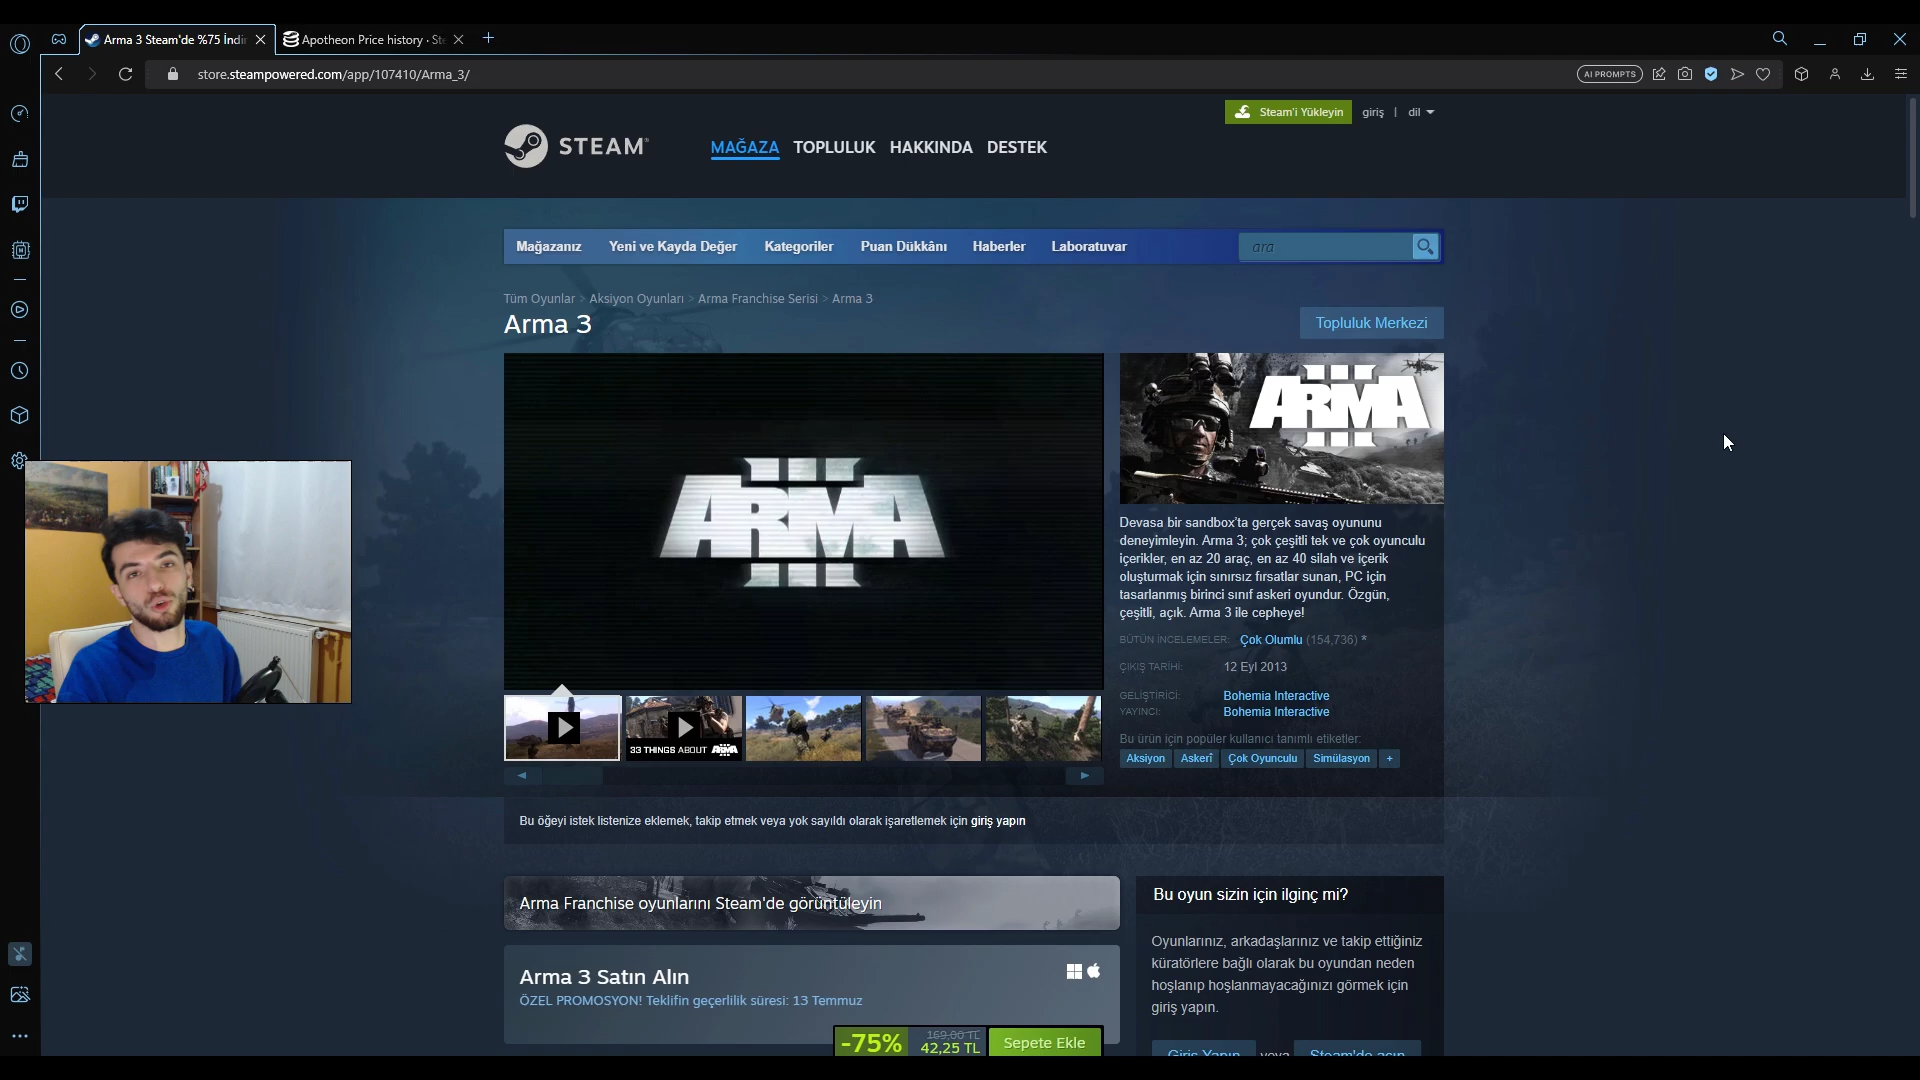 Arma 3 Steam'de %75 İndir
Apotheon Price history · Ste
store.steampowered.com/app/107410/Arma_3/
AI PROMPTS
Steam'i Yükleyin
giriş | dil
STEAM
MAĞAZA TOPLULUK HAKKINDA DESTEK
Mağazanız Yeni ve Kayda Değer Kategoriler Puan Dükkânı Haberler Laboratuvar
ara
Tüm Oyunlar > Aksiyon Oyunları > Arma Franchise Serisi > Arma 3
Arma 3
Topluluk Merkezi
ARMA III
ARMA III
Devasa bir sandbox'ta gerçek savaş oyununu
deneyimleyin. Arma 3; çok çeşitli tek ve çok oyunculu
içerikler, en az 20 araç, en az 40 silah ve içerik
oluşturmak için sınırsız fırsatlar sunan, PC için
tasarlanmış birinci sınıf askeri oyundur. Özgün,
çeşitli, açık. Arma 3 ile cepheye!
BÜTÜN İNCELEMELER: Çok Olumlu (154,736) *
ÇIKIŞ TARİHİ: 12 Eyl 2013
GELİŞTİRİCİ: Bohemia Interactive
YAYINCI: Bohemia Interactive
Bu ürün için popüler kullanıcı tanımlı etiketler:
Aksiyon Askerî Çok Oyunculu Simülasyon +
33 THINGS ABOUT ARMA
Bu öğeyi istek listenize eklemek, takip etmek veya yok sayıldı olarak işaretlemek için giriş yapın
Arma Franchise oyunlarını Steam'de görüntüleyin
Arma 3 Satın Alın
ÖZEL PROMOSYON! Teklifin geçerlilik süresi: 13 Temmuz
-75% 169,00 TL 42,25 TL Sepete Ekle
Bu oyun sizin için ilginç mi?
Oyunlarınız, arkadaşlarınız ve takip ettiğiniz
küratörlere bağlı olarak bu oyundan neden
hoşlanıp hoşlanmayacağınızı görmek için
giriş yapın.
Giriş Yapın veya Steam'de açın